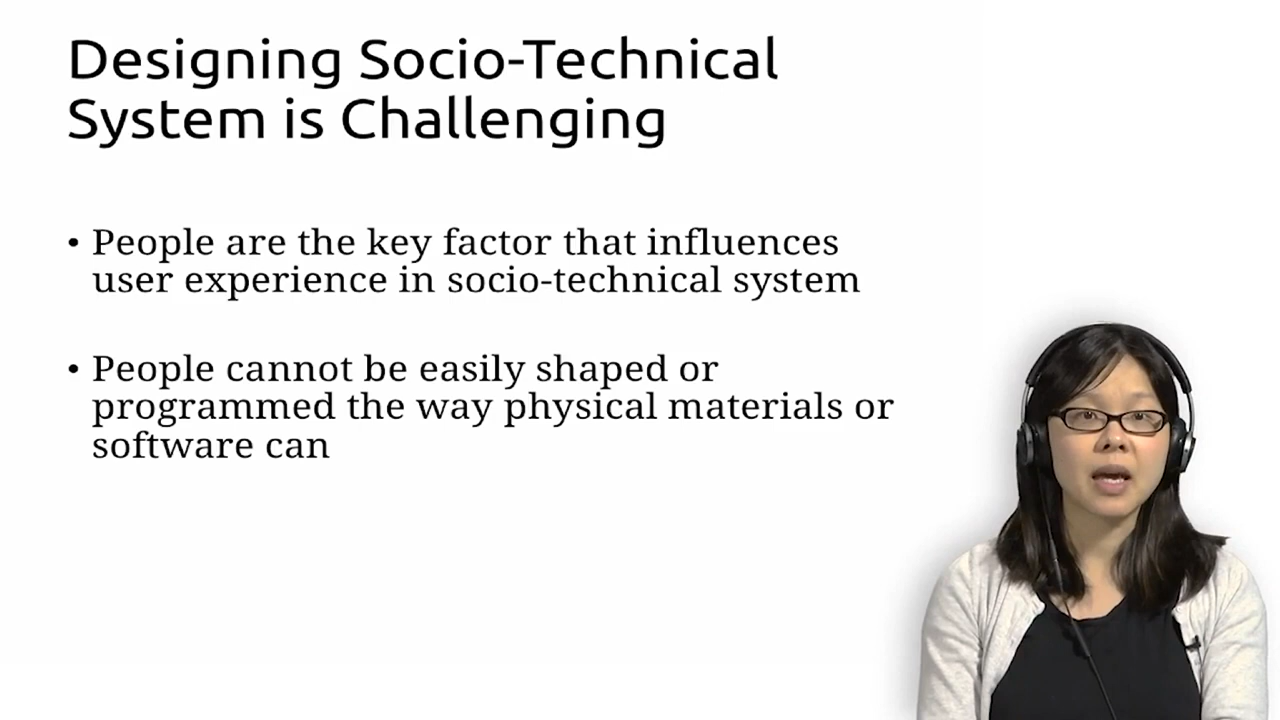 Designing Socio-Technical
System is Challenging
• People are the key factor that influences
user experience in socio-technical system
• People cannot be easily shaped or
programmed the way physical materials or
software can